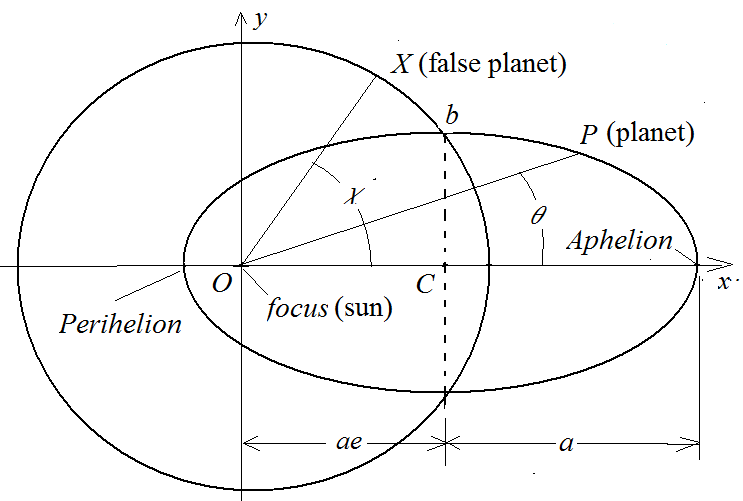 y
X (false planet)
b
P (planet)
χ
θ
Aphelion
O
C
x
focus (sun)
Perihelion
ae
a